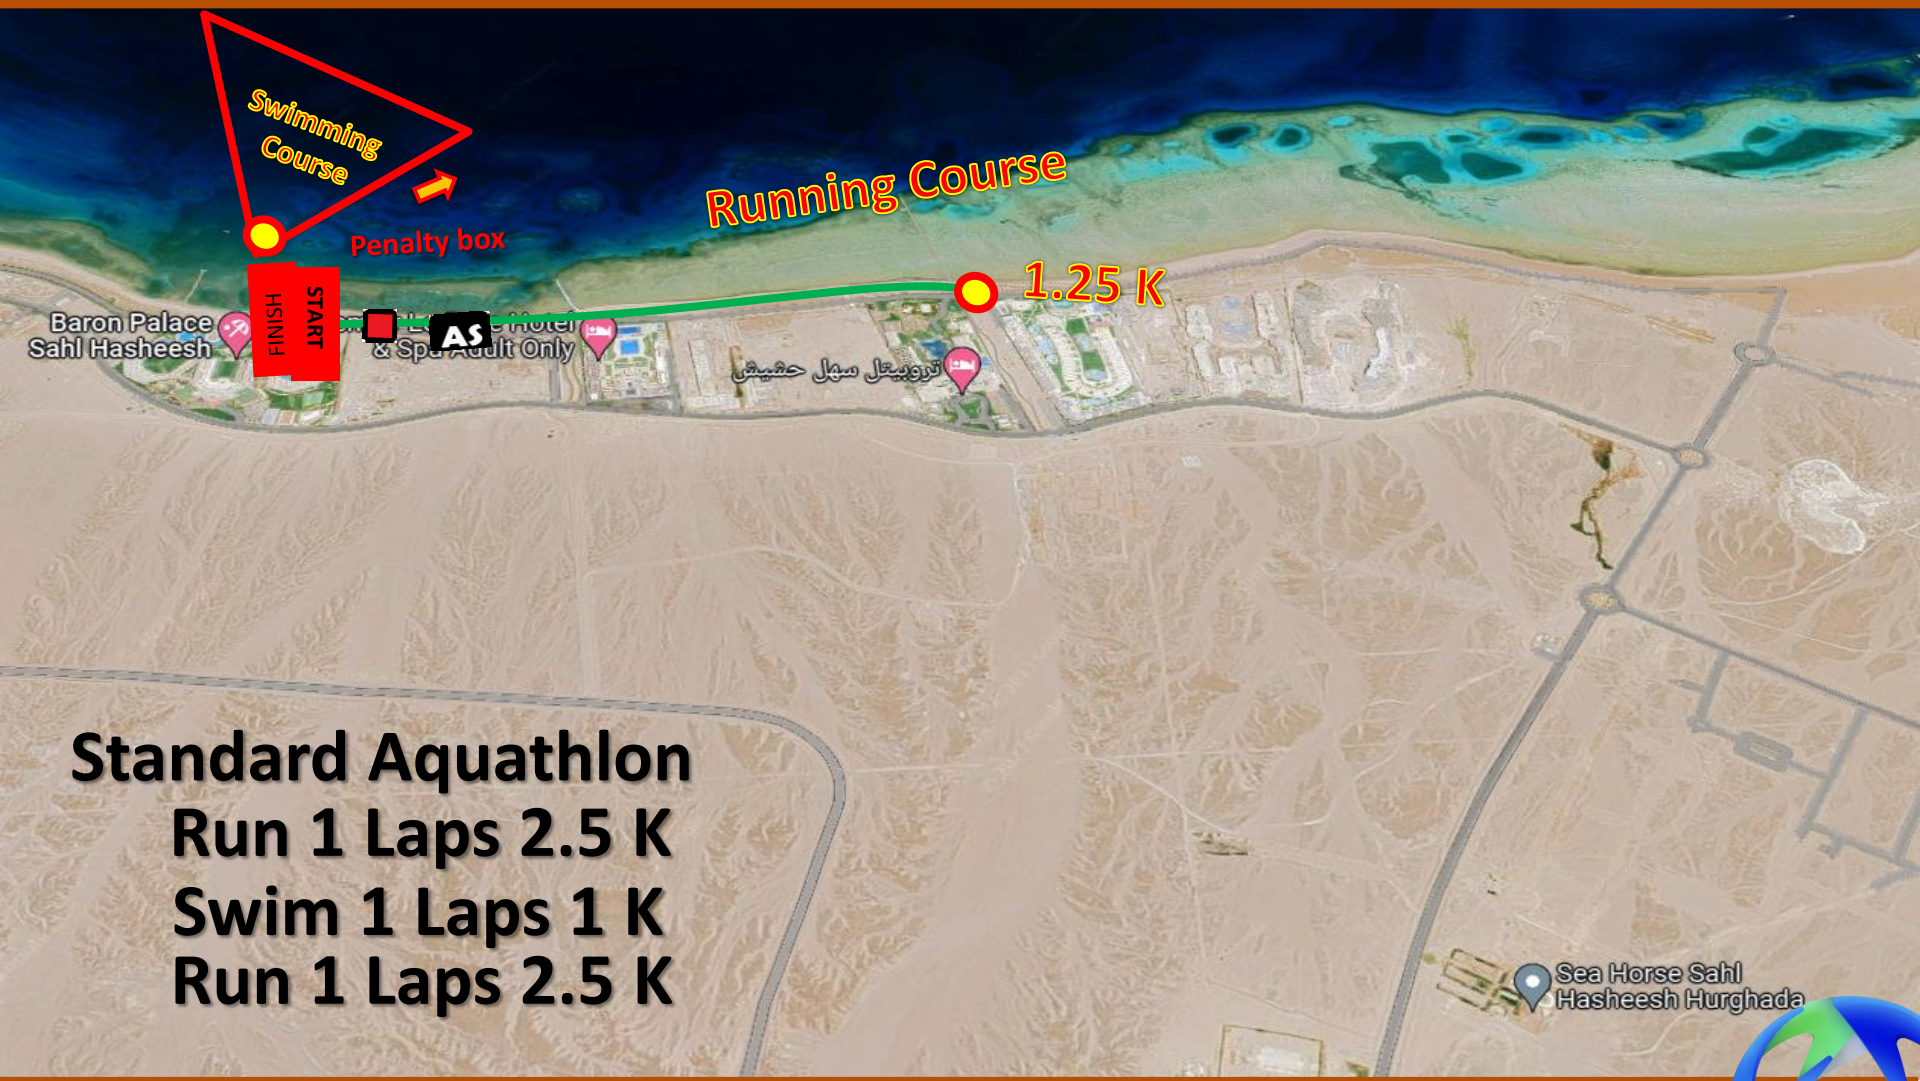 Swimming
Course
Running Course
Penalty box
1.25 K
FINISH
START
AS
Baron Palace
Sahl Hasheesh
Hotel
& Spa Adult Only
تروبيتل سهل حشيش
Standard Aquathlon
Run 1 Laps 2.5 K
Swim 1 Laps 1 K
Run 1 Laps 2.5 K
Sea Horse Sahl
Hasheesh Hurghada